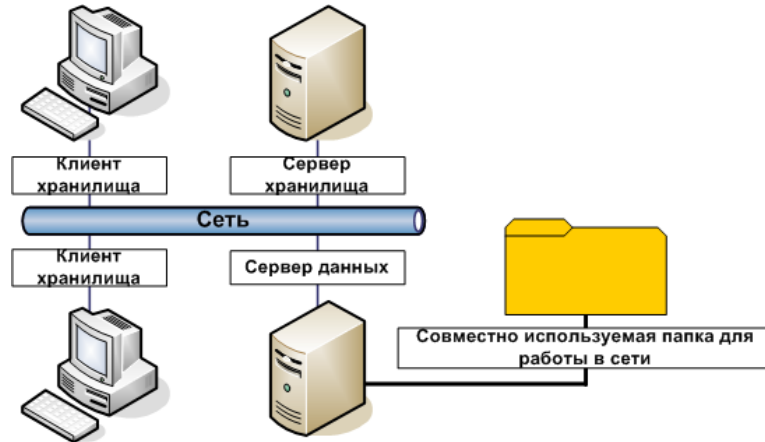 Клиент
хранилища
Сервер
хранилища
Сеть
Клиент
хранилища
Сервер данных
Совместно используемая папка для
работы в сети